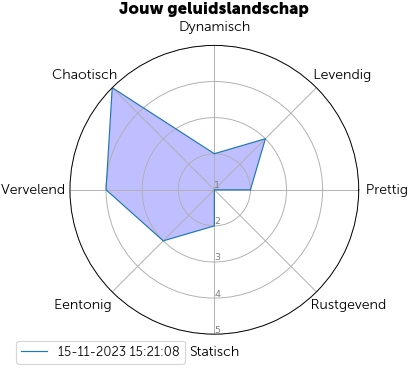 Jouw geluidslandschap
Dynamisch
Chaotisch
Levendig
Vervelend
1
Prettig
2
3
Eentonig
4
Rustgevend
5
15-11-2023 15:21:08
Statisch